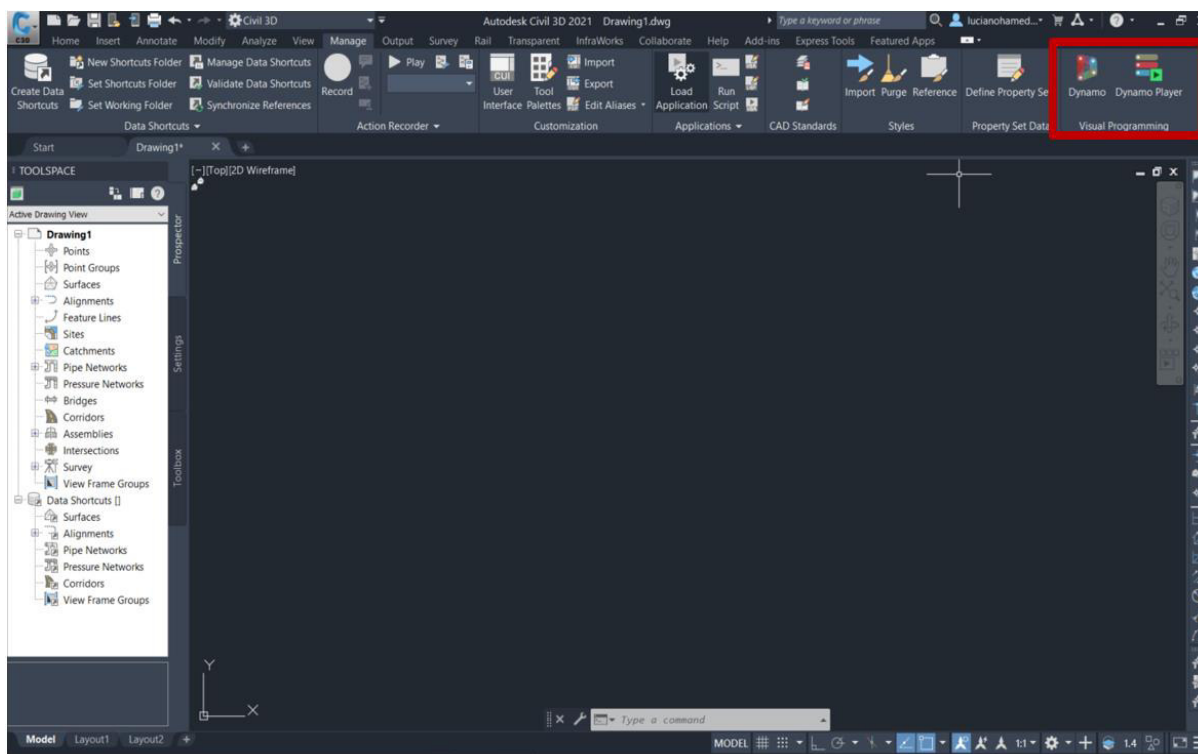 Civil 3D
Autodesk Civil 3D 2021 Drawing1.dwg
Type a keyword or phrase
lucianohamed...
C3D
Home Insert Annotate Modify Analyze View Manage Output Survey Rail Transparent InfraWorks Collaborate Help Add-ins Express Tools Featured Apps
Create Data Shortcuts
New Shortcuts Folder
Set Shortcuts Folder
Set Working Folder
Manage Data Shortcuts
Validate Data Shortcuts
Synchronize References
Data Shortcuts
Record
Play
Action Recorder
CUI
User Interface
Tool Palettes
Import
Export
Edit Aliases
Customization
Load Application
Run Script
Applications
CAD Standards
Import Purge Reference
Styles
Define Property Se
Property Set Data
Dynamo Dynamo Player
Visual Programming
Start
Drawing1*
TOOLSPACE
Active Drawing View
Drawing1
Points
Point Groups
Surfaces
Alignments
Feature Lines
Sites
Catchments
Pipe Networks
Pressure Networks
Bridges
Corridors
Assemblies
Intersections
Survey
View Frame Groups
Data Shortcuts []
Surfaces
Alignments
Pipe Networks
Pressure Networks
Corridors
View Frame Groups
Prospector
Settings
Toolbox
[-][Top][2D Wireframe]
Y
X
Type a command
Model Layout1 Layout2
MODEL
1:1
1.4